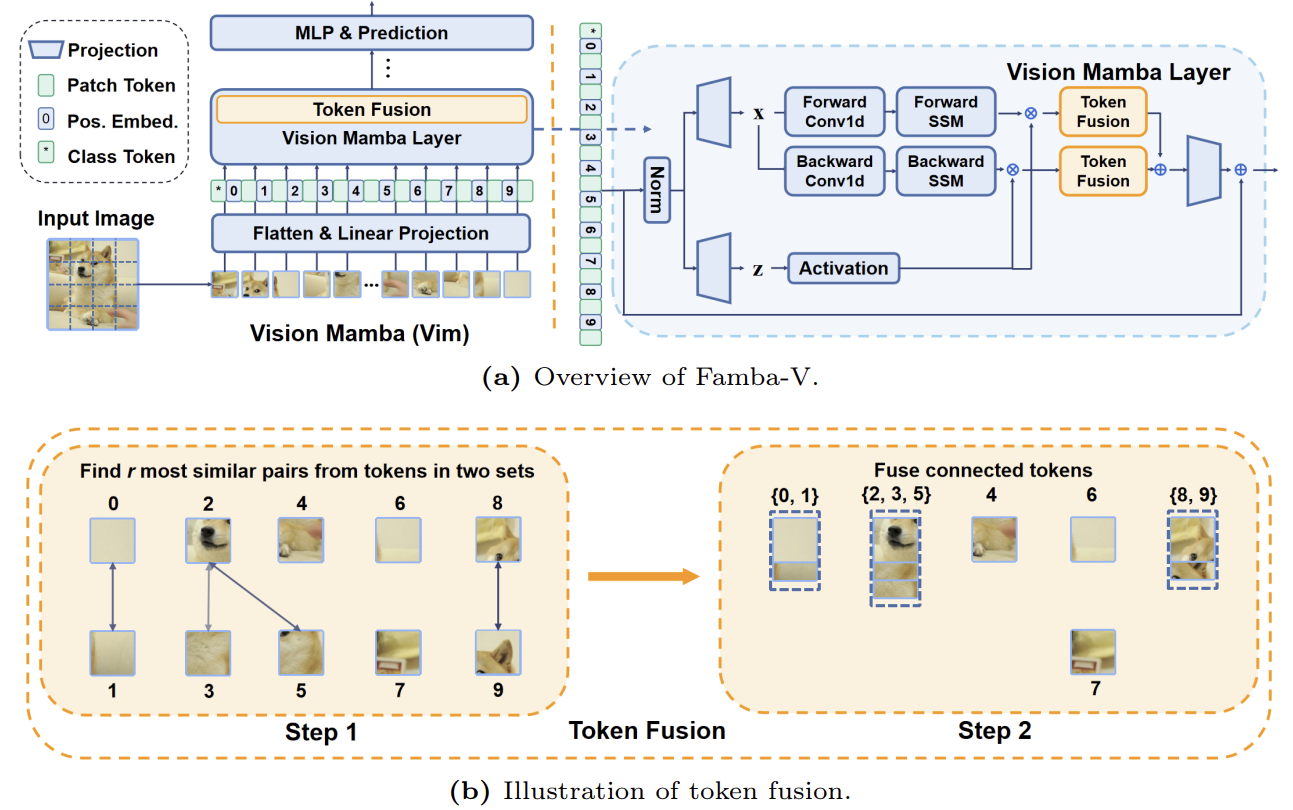 Projection
Patch Token
0 Pos. Embed.
* Class Token
Input Image
MLP & Prediction
Token Fusion
Vision Mamba Layer
* 0 1 2 3 4 5 6 7 8 9
Flatten & Linear Projection
...
Vision Mamba (Vim)
* 0 1 2 3 4 5 6 7 8 9
Vision Mamba Layer
Norm
x
Forward Conv1d
Forward SSM
Token Fusion
Backward Conv1d
Backward SSM
Token Fusion
z
Activation
(a) Overview of Famba-V.
Find r most similar pairs from tokens in two sets
0 2 4 6 8
1 3 5 7 9
Step 1
Token Fusion
Fuse connected tokens
{0, 1} {2, 3, 5} 4 6 {8, 9}
7
Step 2
(b) Illustration of token fusion.